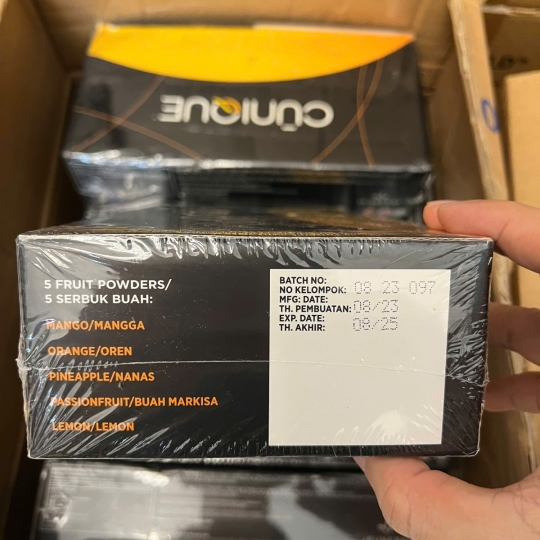 CŪNIQUE
5 FRUIT POWDERS/
5 SERBUK BUAH:
MANGO/MANGGA
ORANGE/OREN
PINEAPPLE/NANAS
PASSIONFRUIT/BUAH MARKISA
LEMON/LEMON
BATCH NO:
NO KELOMPOK: 08 23 097
MFG: DATE:
TH. PEMBUATAN: 08/23
EXP. DATE:
TH. AKHIR: 08/25